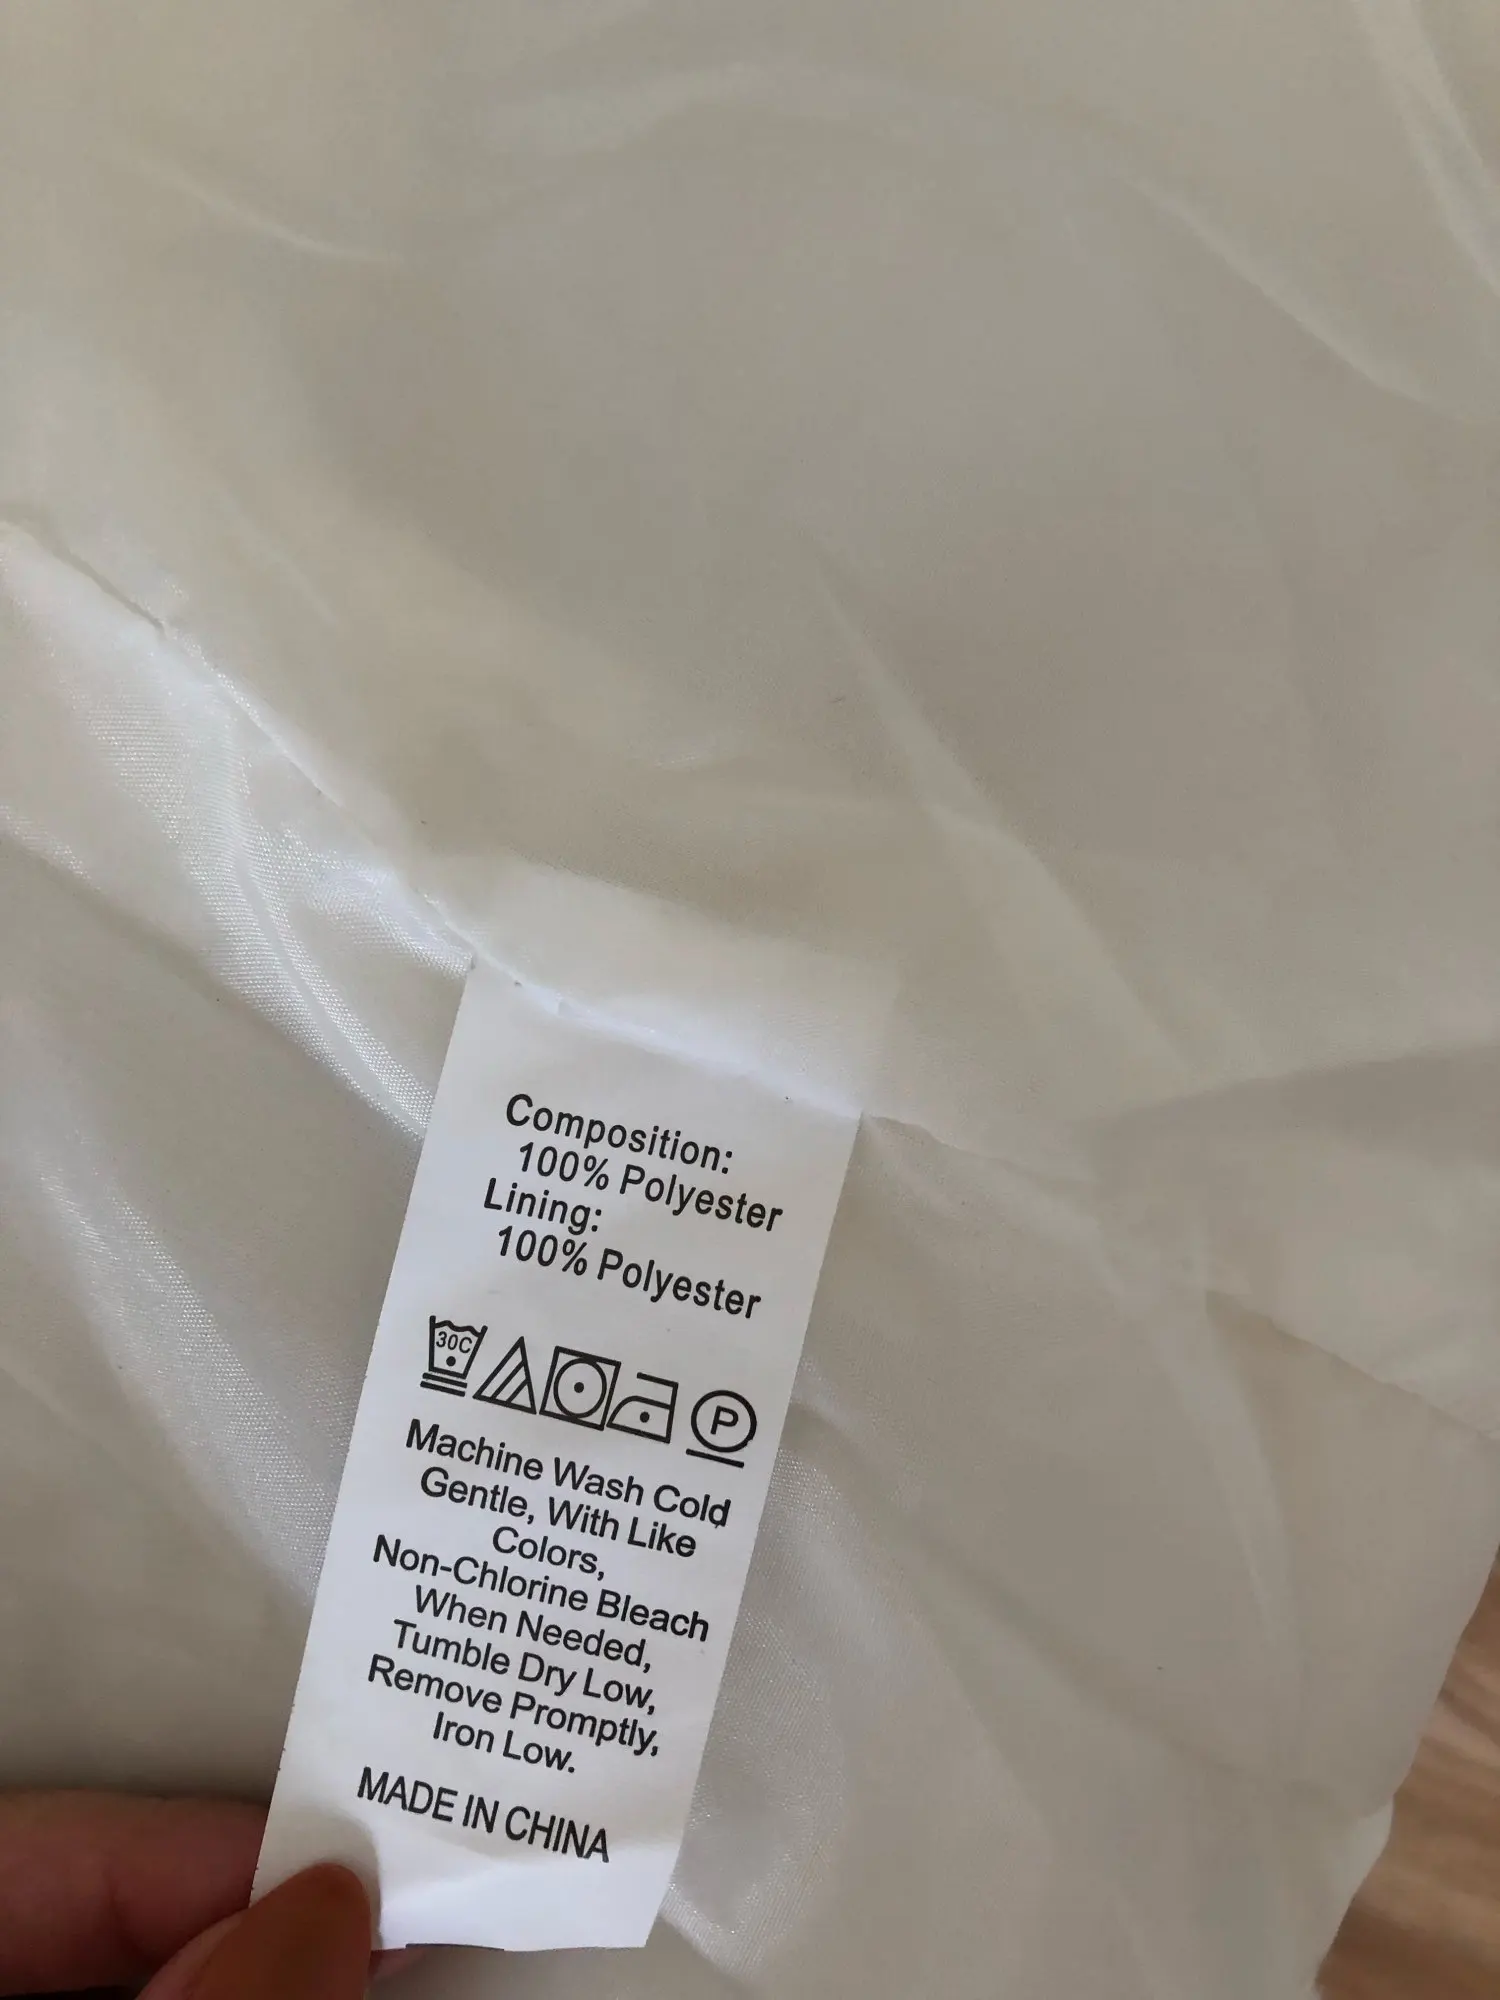 Composition:
100% Polyester
Lining:
100% Polyester
30C
P
Machine Wash Cold
Gentle, With Like
Colors,
Non-Chlorine Bleach
When Needed,
Tumble Dry Low,
Remove Promptly,
Iron Low.
MADE IN CHINA